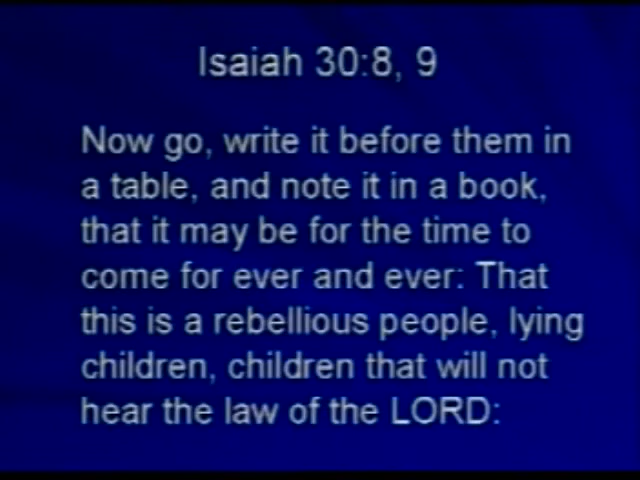 Isaiah 30:8, 9
Now go, write it before them in
a table, and note it in a book,
that it may be for the time to
come for ever and ever: That
this is a rebellious people, lying
children, children that will not
hear the law of the LORD: